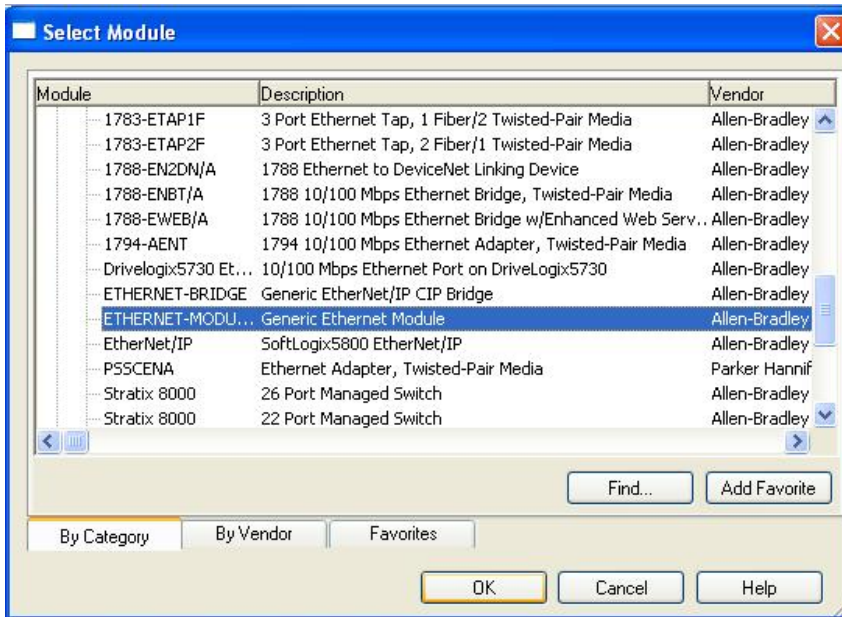 Select Module
Module Description Vendor
1783-ETAP1F 3 Port Ethernet Tap, 1 Fiber/2 Twisted-Pair Media Allen-Bradley
1783-ETAP2F 3 Port Ethernet Tap, 2 Fiber/1 Twisted-Pair Media Allen-Bradley
1788-EN2DN/A 1788 Ethernet to DeviceNet Linking Device Allen-Bradley
1788-ENBT/A 1788 10/100 Mbps Ethernet Bridge, Twisted-Pair Media Allen-Bradley
1788-EWEB/A 1788 10/100 Mbps Ethernet Bridge w/Enhanced Web Serv... Allen-Bradley
1794-AENT 1794 10/100 Mbps Ethernet Adapter, Twisted-Pair Media Allen-Bradley
Drivelogix5730 Et... 10/100 Mbps Ethernet Port on DriveLogix5730 Allen-Bradley
ETHERNET-BRIDGE Generic EtherNet/IP CIP Bridge Allen-Bradley
ETHERNET-MODU... Generic Ethernet Module Allen-Bradley
EtherNet/IP SoftLogix5800 EtherNet/IP Allen-Bradley
PSSCENA Ethernet Adapter, Twisted-Pair Media Parker Hannif
Stratix 8000 26 Port Managed Switch Allen-Bradley
Stratix 8000 22 Port Managed Switch Allen-Bradley
Find... Add Favorite
By Category By Vendor Favorites
OK Cancel Help